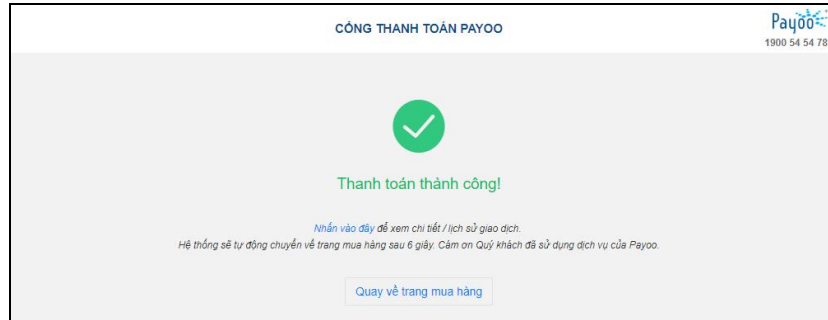 CỔNG THANH TOÁN PAYOO
Payoo
1900 54 54 78
Thanh toán thành công!
Nhấn vào đây để xem chi tiết / lịch sử giao dịch.
Hệ thống sẽ tự động chuyển về trang mua hàng sau 6 giây. Cảm ơn Quý khách đã sử dụng dịch vụ của Payoo.
Quay về trang mua hàng